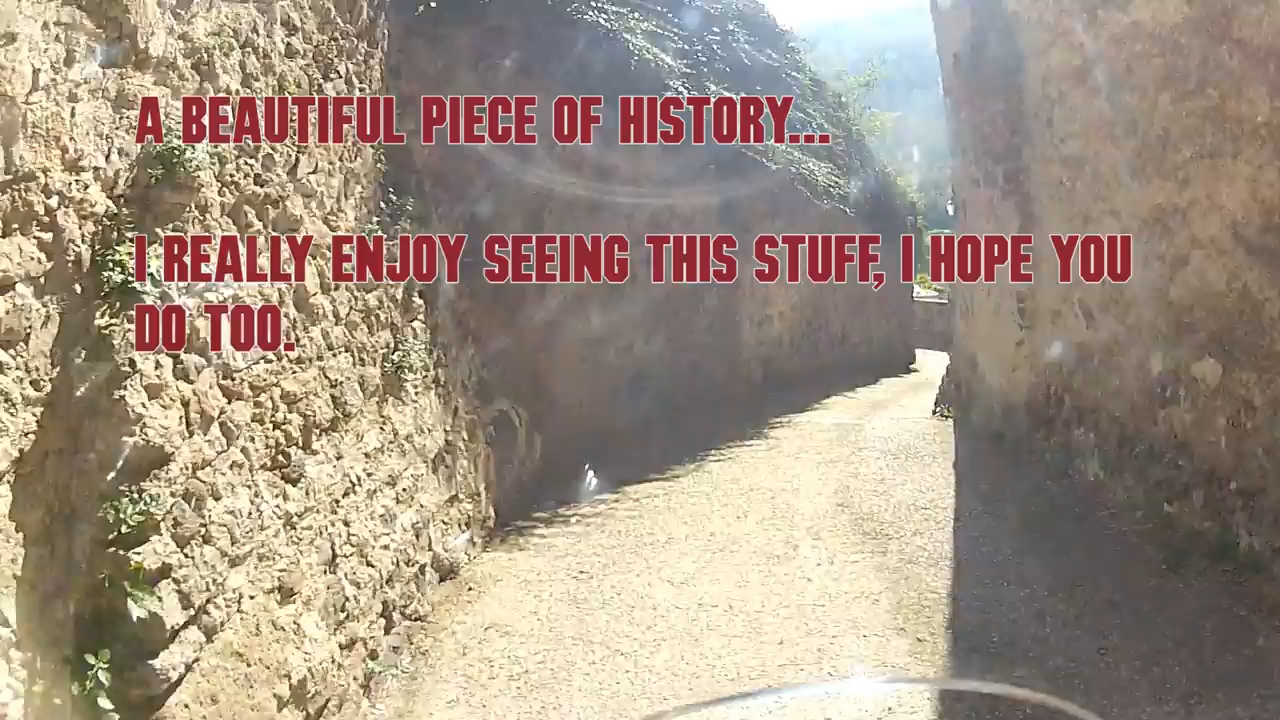 A BEAUTIFUL PIECE OF HISTORY...
I REALLY ENJOY SEEING THIS STUFF, I HOPE YOU
DO TOO.